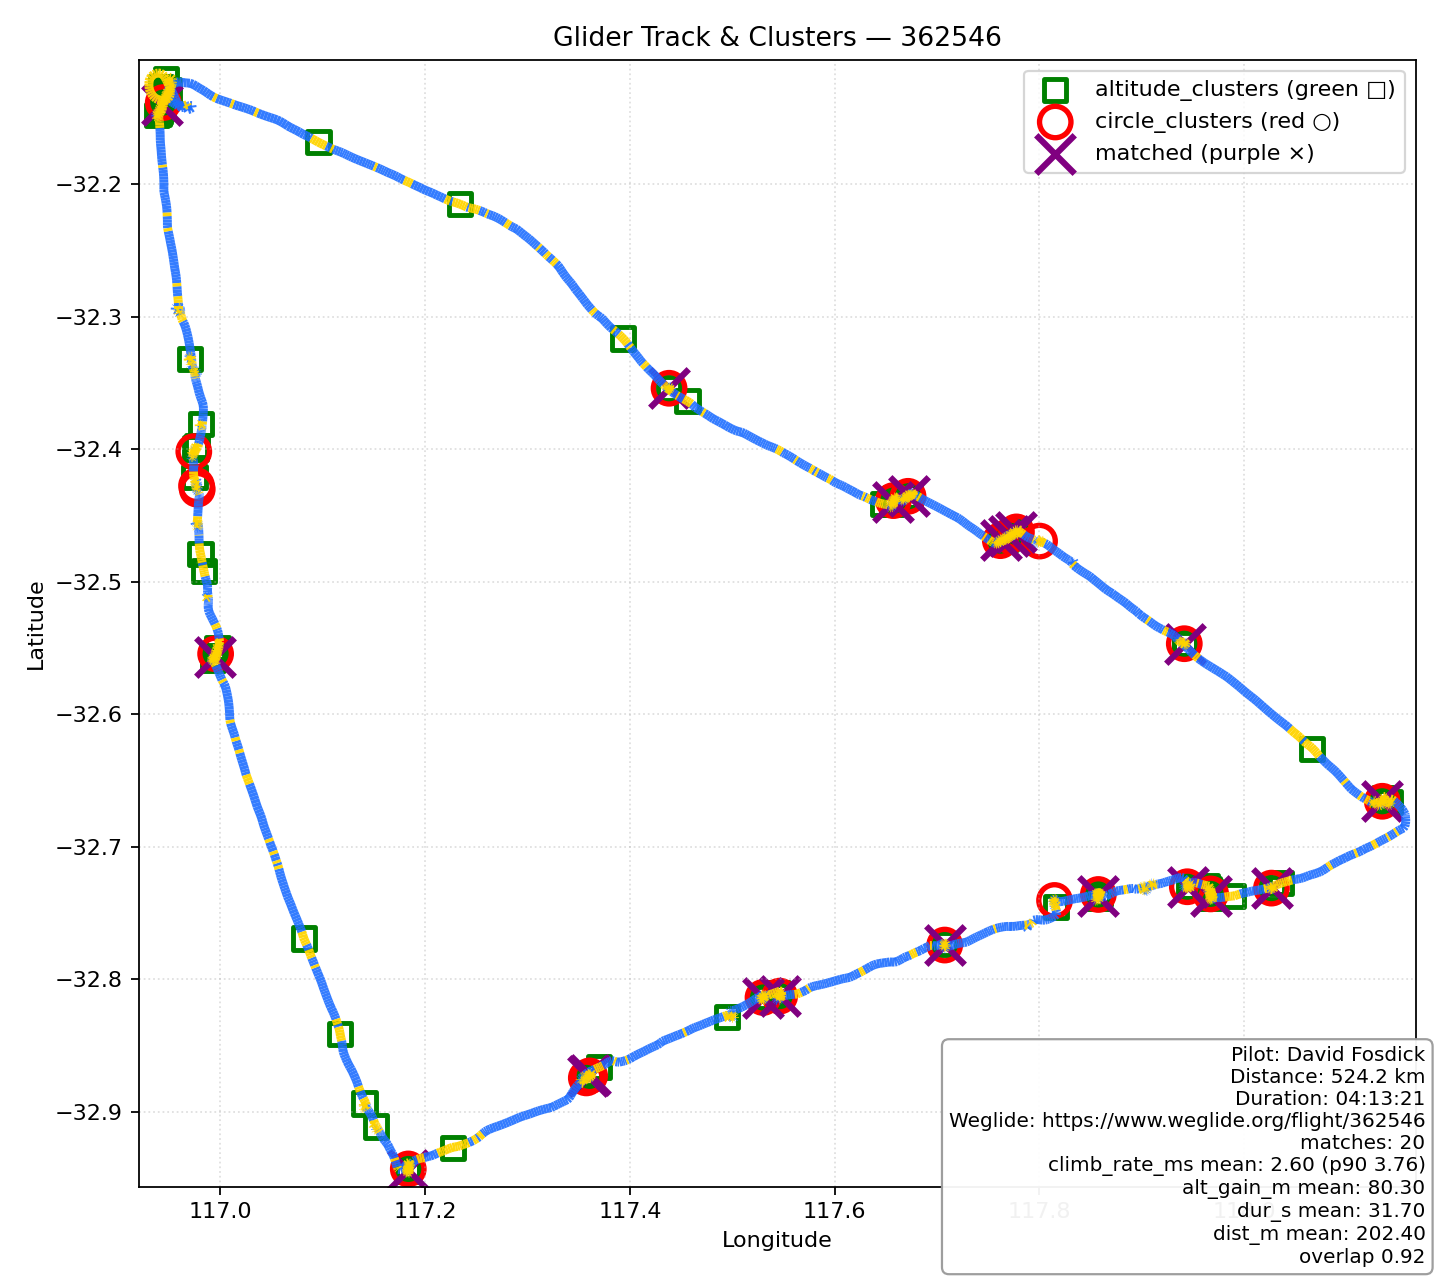 Glider Track & Clusters — 362546
altitude_clusters (green □)
circle_clusters (red ○)
matched (purple ×)
Latitude
−32.2
−32.3
−32.4
−32.5
−32.6
−32.7
−32.8
−32.9
117.0
117.2
117.4
117.6
117.8
Longitude
Pilot: David Fosdick
Distance: 524.2 km
Duration: 04:13:21
Weglide: https://www.weglide.org/flight/362546
matches: 20
climb_rate_ms mean: 2.60 (p90 3.76)
alt_gain_m mean: 80.30
dur_s mean: 31.70
dist_m mean: 202.40
overlap 0.92